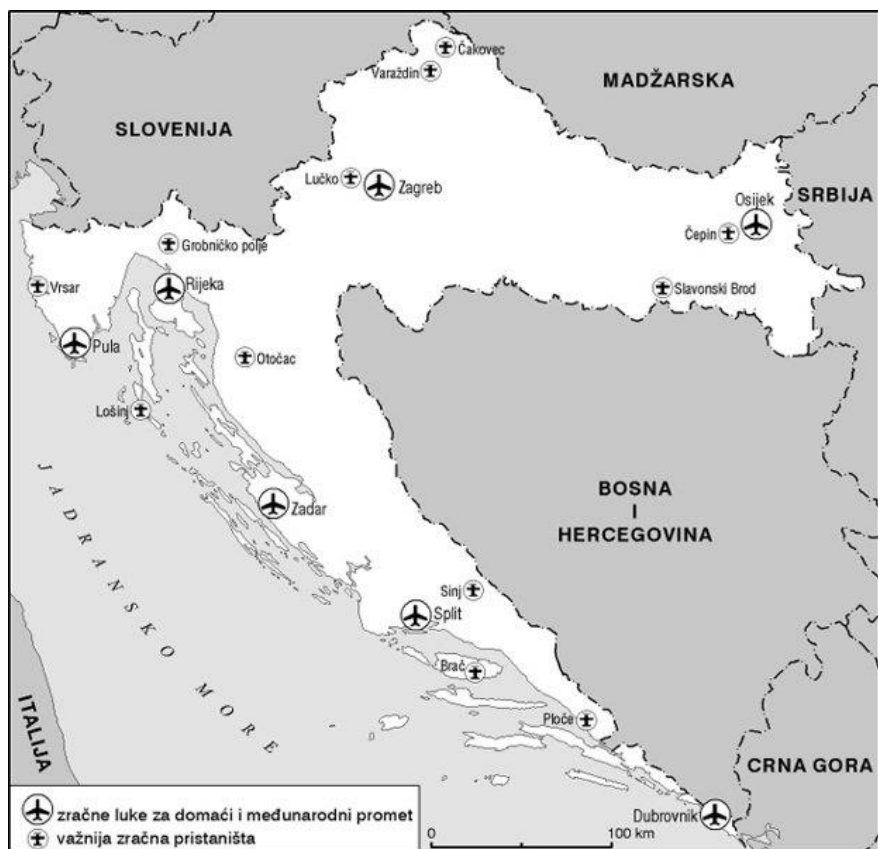 Čakovec
Varaždin
MADŽARSKA
SLOVENIJA
Lučko
Zagreb
SRBIJA
Osijek
Čepin
Grobničko polje
Vrsar
Rijeka
Slavonski Brod
Pula
Otočac
Lošinj
JADRANSKO MORE
Zadar
BOSNA
I
HERCEGOVINA
Sinj
Split
Brač
Ploče
ITALIJA
CRNA GORA
Dubrovnik
zračne luke za domaći i međunarodni promet
važnija zračna pristaništa
0 100 km